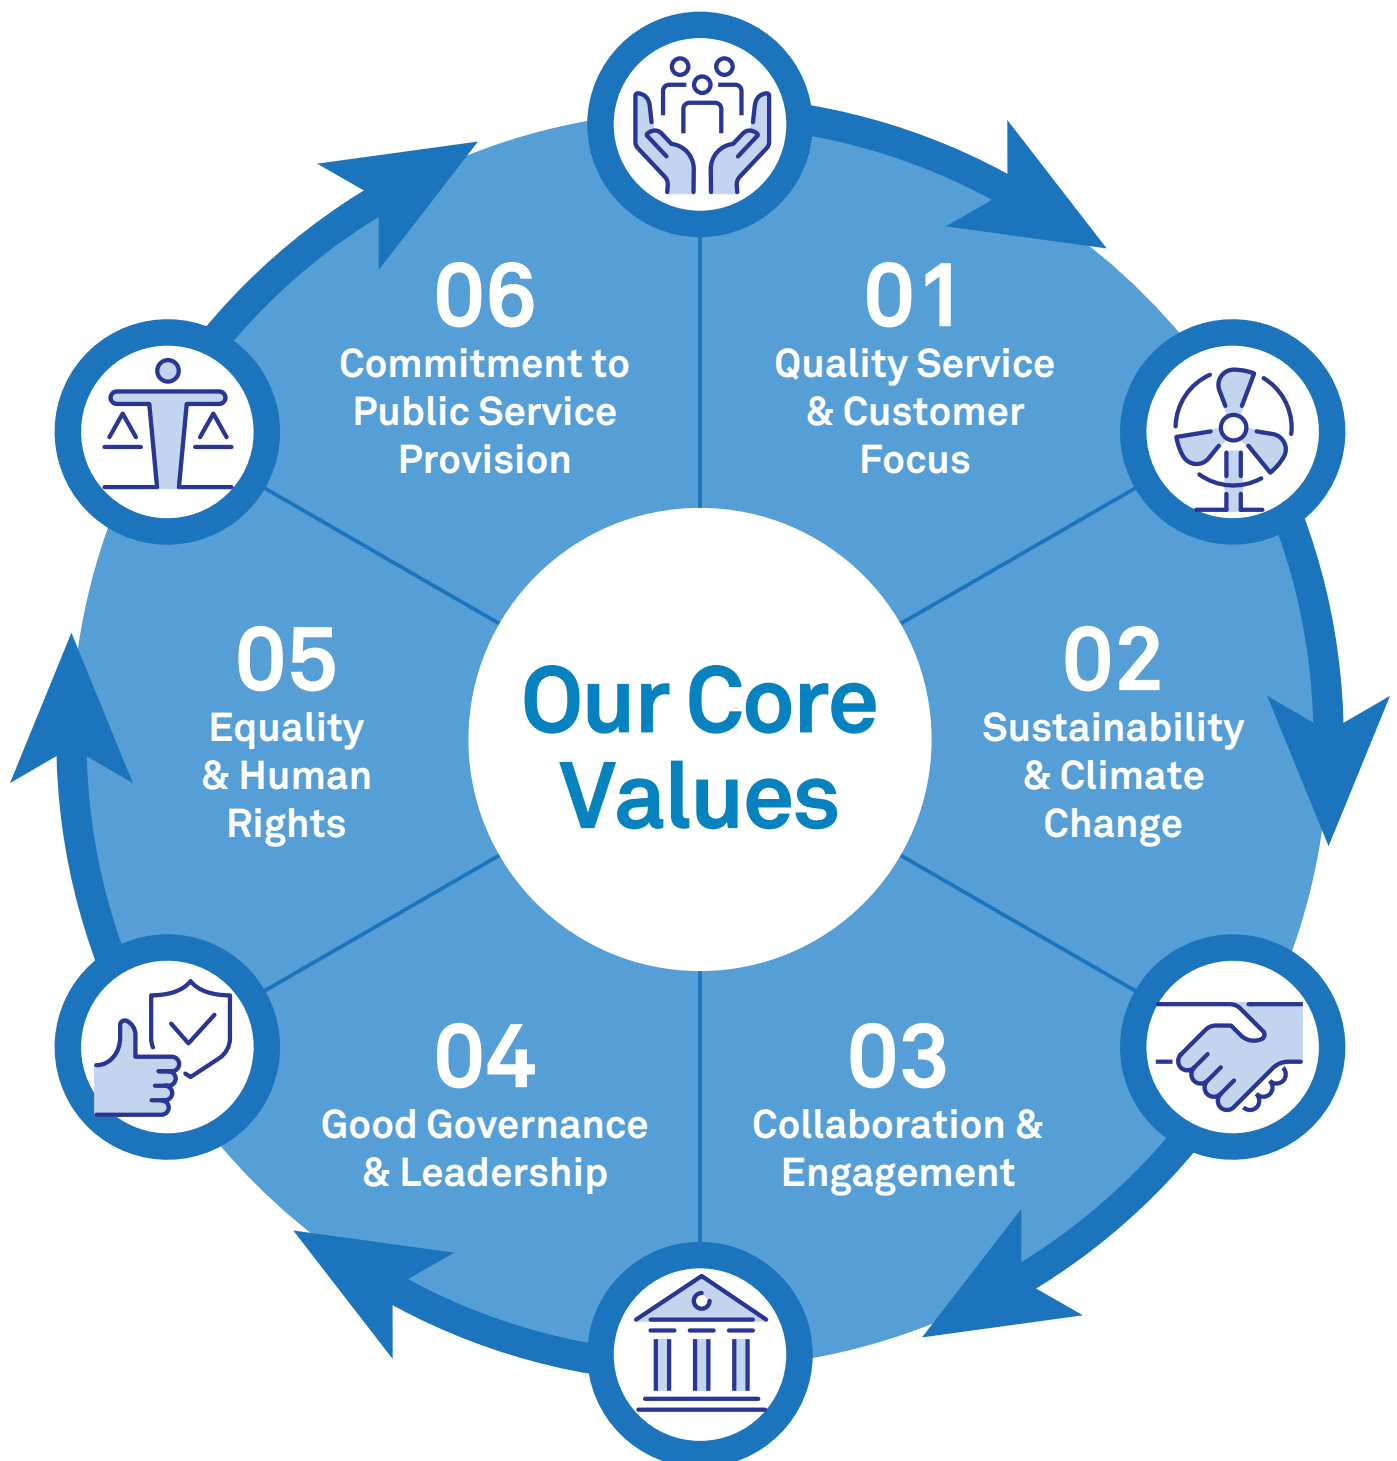 Our Core
Values
01
Quality Service
& Customer
Focus
02
Sustainability
& Climate
Change
03
Collaboration &
Engagement
04
Good Governance
& Leadership
05
Equality
& Human
Rights
06
Commitment to
Public Service
Provision